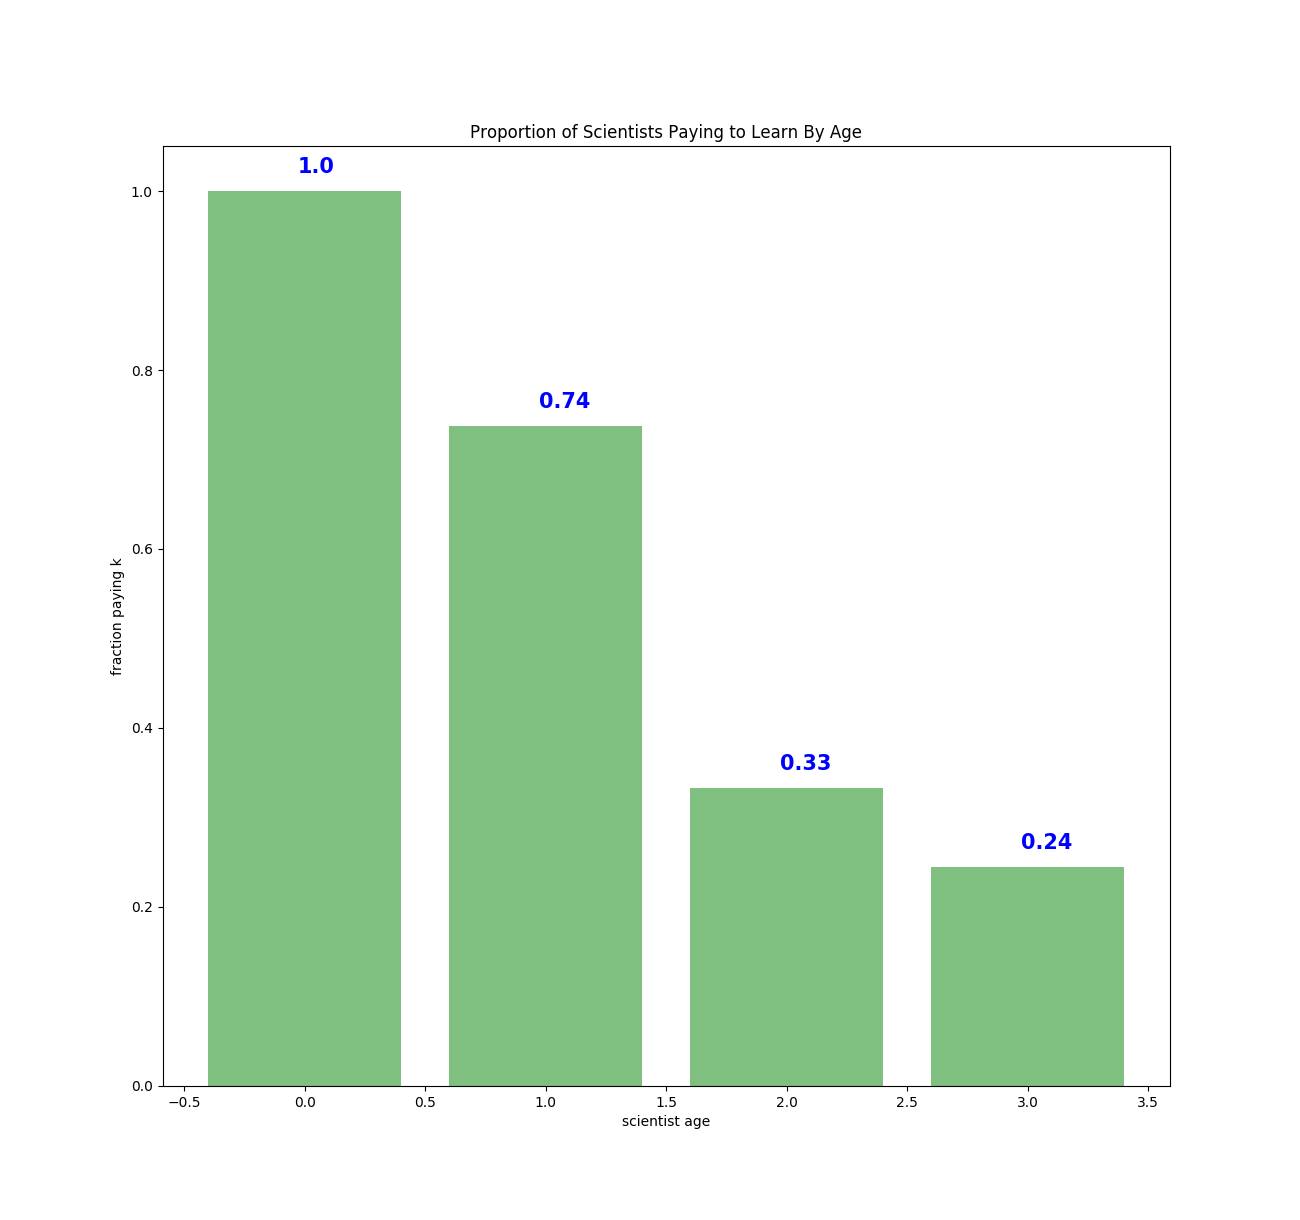 Proportion of Scientists Paying to Learn By Age
1.0
0.74
0.33
0.24
1.0
0.8
0.6
0.4
0.2
0.0
fraction paying k
−0.5 0.0 0.5 1.0 1.5 2.0 2.5 3.0 3.5
scientist age